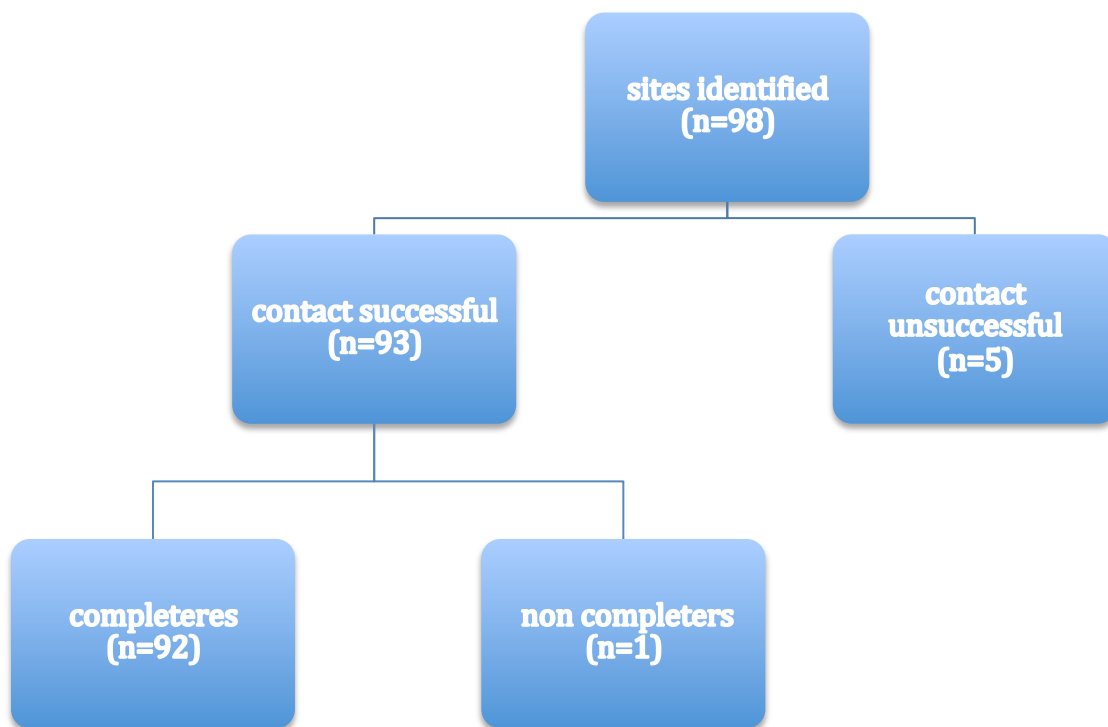 sites identified
(n=98)
contact successful
(n=93)
contact
unsuccessful
(n=5)
completeres
(n=92)
non completers
(n=1)